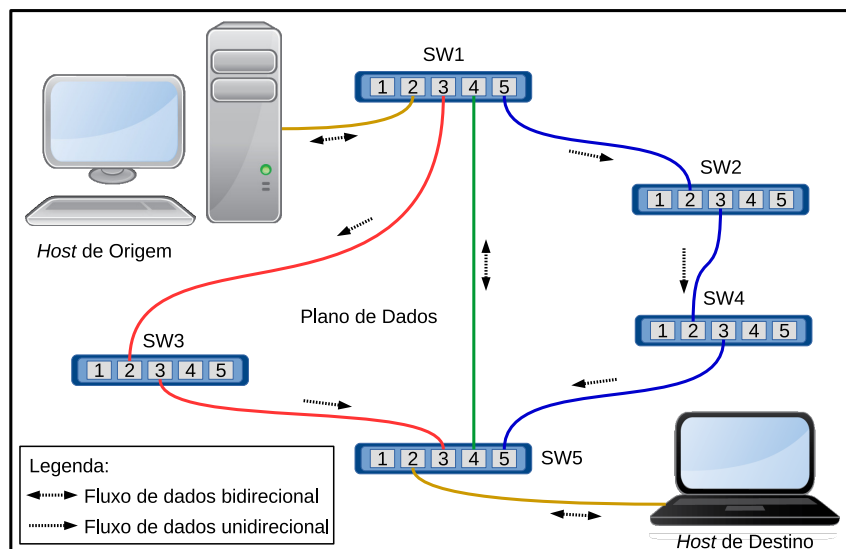 SW1
1 2 3 4 5
SW2
1 2 3 4 5
Host de Origem
Plano de Dados
SW4
1 2 3 4 5
SW3
1 2 3 4 5
SW5
1 2 3 4 5
Legenda:
Fluxo de dados bidirecional
Fluxo de dados unidirecional
Host de Destino